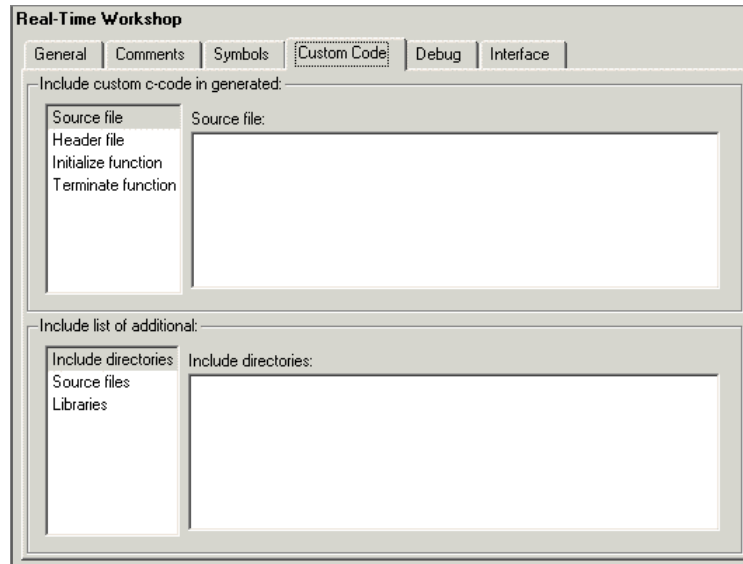 Real-Time Workshop
General Comments Symbols Custom Code Debug Interface
Include custom c-code in generated:
Source file
Header file
Initialize function
Terminate function
Source file:
Include list of additional:
Include directories
Source files
Libraries
Include directories: